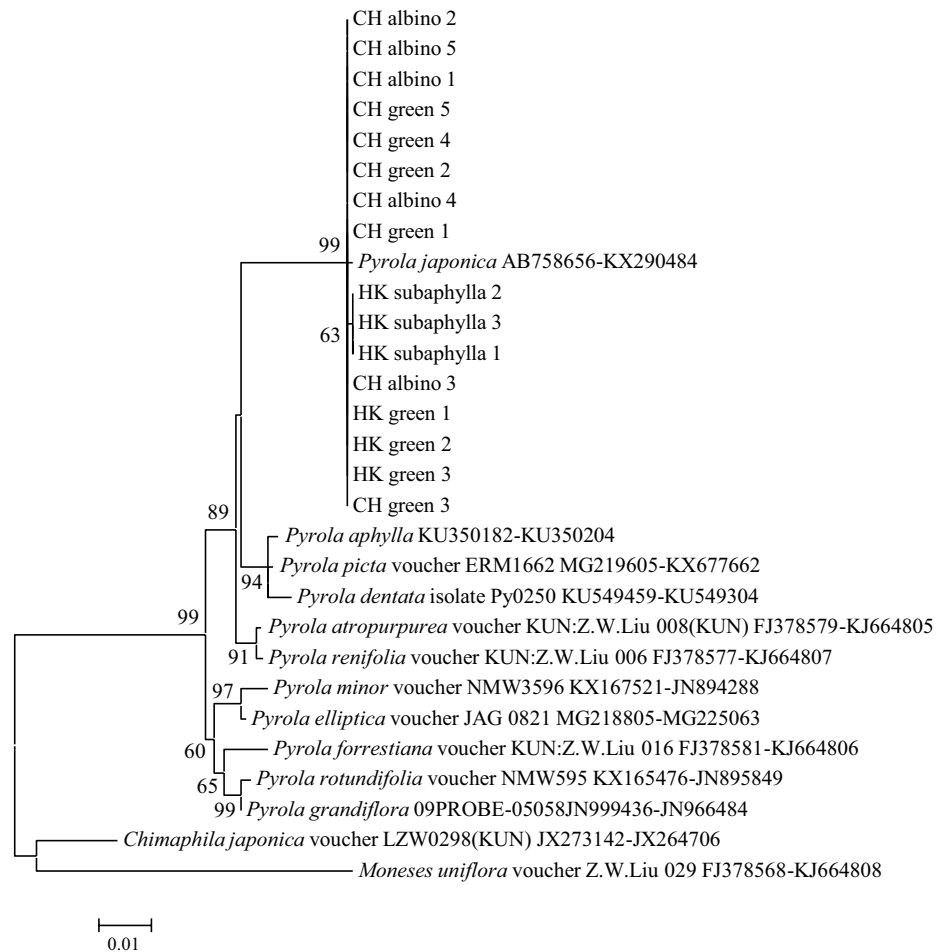 CH albino 2
CH albino 5
CH albino 1
CH green 5
CH green 4
CH green 2
CH albino 4
CH green 1
99
Pyrola japonica AB758656-KX290484
HK subaphylla 2
HK subaphylla 3
63
HK subaphylla 1
CH albino 3
HK green 1
HK green 2
HK green 3
CH green 3
89
Pyrola aphylla KU350182-KU350204
Pyrola picta voucher ERM1662 MG219605-KX677662
94
Pyrola dentata isolate Py0250 KU549459-KU549304
99
Pyrola atropurpurea voucher KUN:Z.W.Liu 008(KUN) FJ378579-KJ664805
91
Pyrola renifolia voucher KUN:Z.W.Liu 006 FJ378577-KJ664807
97
Pyrola minor voucher NMW3596 KX167521-JN894288
Pyrola elliptica voucher JAG 0821 MG218805-MG225063
60
Pyrola forrestiana voucher KUN:Z.W.Liu 016 FJ378581-KJ664806
65
Pyrola rotundifolia voucher NMW595 KX165476-JN895849
99
Pyrola grandiflora 09PROBE-05058JN999436-JN966484
Chimaphila japonica voucher LZW0298(KUN) JX273142-JX264706
Moneses uniflora voucher Z.W.Liu 029 FJ378568-KJ664808
0.01